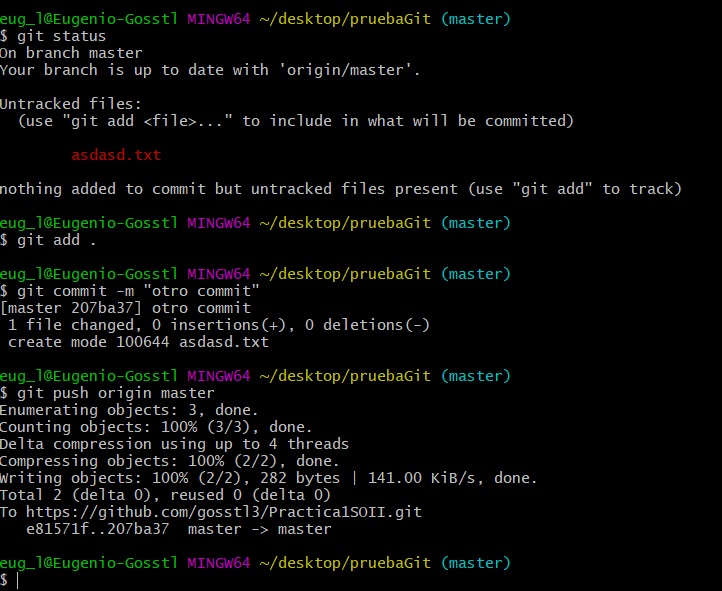 eug_l@Eugenio-Gosstl MINGW64 ~/desktop/pruebaGit (master)
$ git status
On branch master
Your branch is up to date with 'origin/master'.
Untracked files:
(use "git add <file>..." to include in what will be committed)
asdasd.txt
nothing added to commit but untracked files present (use "git add" to track)
eug_l@Eugenio-Gosstl MINGW64 ~/desktop/pruebaGit (master)
$ git add .
eug_l@Eugenio-Gosstl MINGW64 ~/desktop/pruebaGit (master)
$ git commit -m "otro commit"
[master 207ba37] otro commit
1 file changed, 0 insertions(+), 0 deletions(-)
create mode 100644 asdasd.txt
eug_l@Eugenio-Gosstl MINGW64 ~/desktop/pruebaGit (master)
$ git push origin master
Enumerating objects: 3, done.
Counting objects: 100% (3/3), done.
Delta compression using up to 4 threads
Compressing objects: 100% (2/2), done.
Writing objects: 100% (2/2), 282 bytes | 141.00 KiB/s, done.
Total 2 (delta 0), reused 0 (delta 0)
To https://github.com/gosstl3/Practica1SOII.git
e81571f..207ba37  master -> master
eug_l@Eugenio-Gosstl MINGW64 ~/desktop/pruebaGit (master)
$